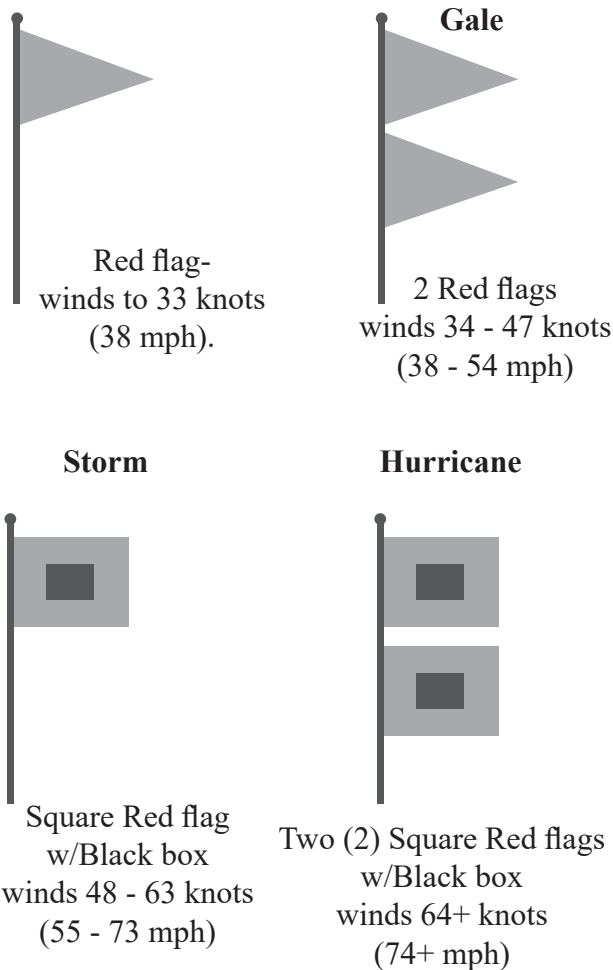 Gale
Red flag-
winds to 33 knots
(38 mph).
2 Red flags
winds 34 - 47 knots
(38 - 54 mph)
Storm
Hurricane
Square Red flag
w/Black box
winds 48 - 63 knots
(55 - 73 mph)
Two (2) Square Red flags
w/Black box
winds 64+ knots
(74+ mph)